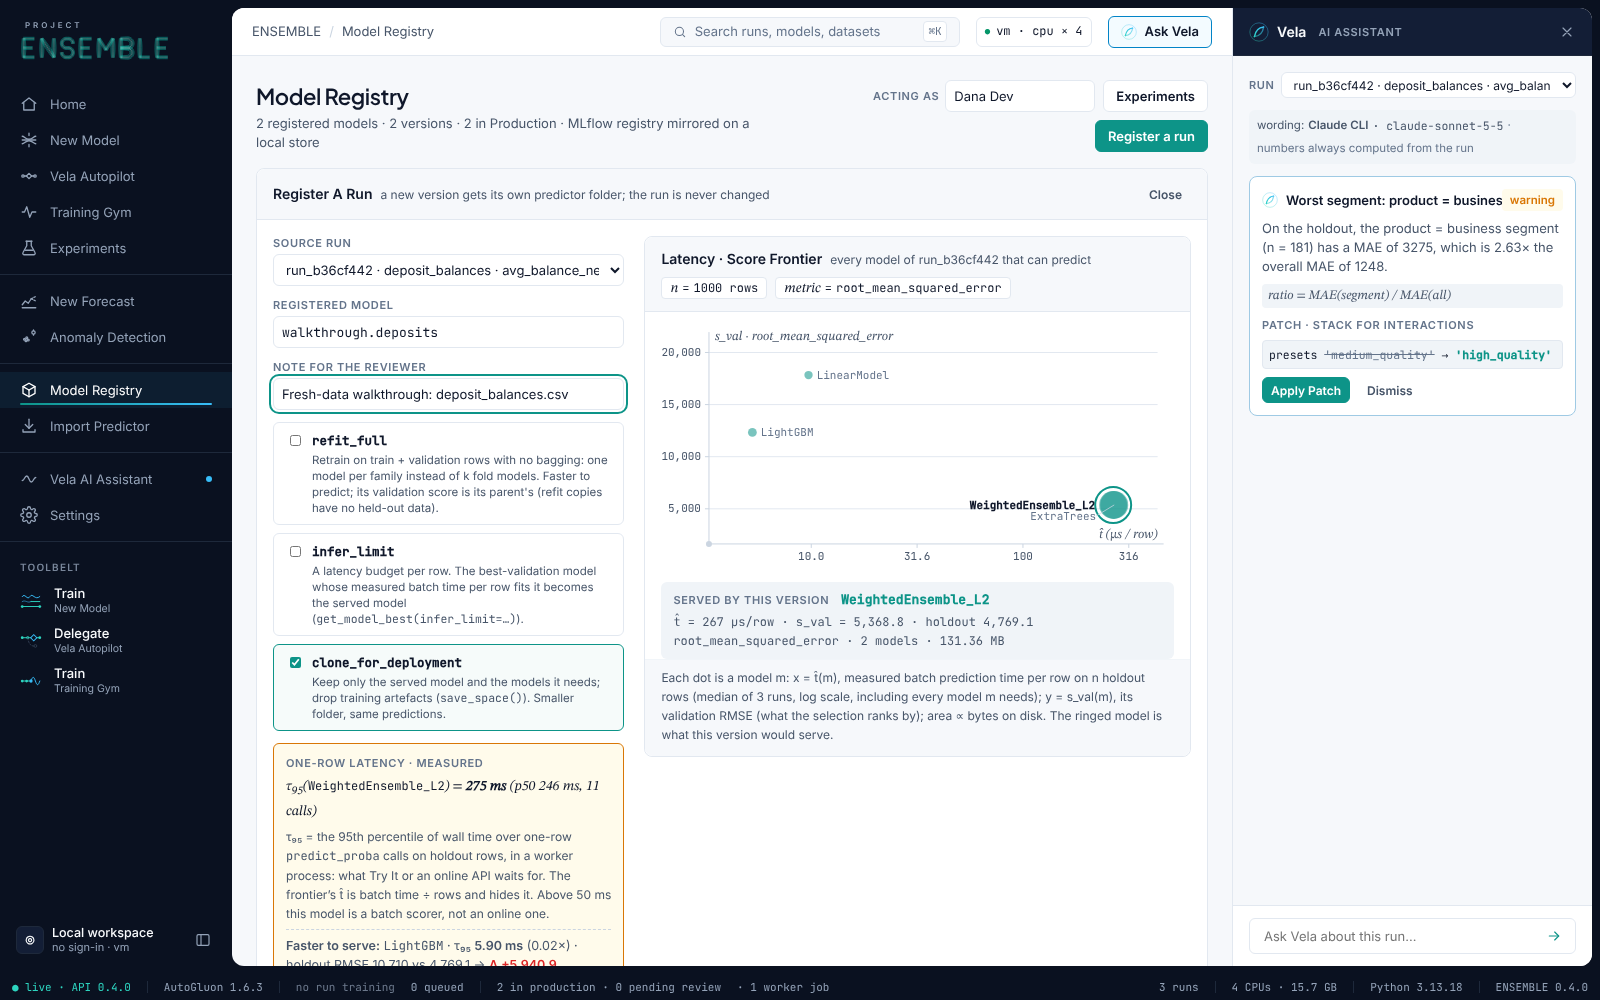 PROJECT
ENSEMBLE
Home
New Model
Vela Autopilot
Training Gym
Experiments
New Forecast
Anomaly Detection
Model Registry
Import Predictor
Vela AI Assistant
Settings
TOOLBELT
Train
New Model
Delegate
Vela Autopilot
Train
Training Gym
Local workspace
no sign-in · vm
ENSEMBLE / Model Registry
Search runs, models, datasets ⌘K
vm · cpu × 4
Ask Vela
Model Registry
2 registered models · 2 versions · 2 in Production · MLflow registry mirrored on a
local store
ACTING AS Dana Dev
Experiments
Register a run
Register A Run a new version gets its own predictor folder; the run is never changed
Close
SOURCE RUN
run_b36cf442 · deposit_balances · avg_balance_ne
REGISTERED MODEL
walkthrough.deposits
NOTE FOR THE REVIEWER
Fresh-data walkthrough: deposit_balances.csv
refit_full
Retrain on train + validation rows with no bagging: one
model per family instead of k fold models. Faster to
predict; its validation score is its parent's (refit copies
have no held-out data).
infer_limit
A latency budget per row. The best-validation model
whose measured batch time per row fits it becomes
the served model
(get_model_best(infer_limit=…)).
clone_for_deployment
Keep only the served model and the models it needs;
drop training artefacts (save_space()). Smaller
folder, same predictions.
ONE-ROW LATENCY · MEASURED
τ95(WeightedEnsemble_L2) = 275 ms (p50 246 ms, 11
calls)
τ₉₅ = the 95th percentile of wall time over one-row
predict_proba calls on holdout rows, in a worker
process: what Try It or an online API waits for. The
frontier's t̂ is batch time ÷ rows and hides it. Above 50 ms
this model is a batch scorer, not an online one.
Faster to serve: LightGBM · τ₉₅ 5.90 ms (0.02×) ·
holdout RMSE 10,710 vs 4,769.1 → Δ +5,940.9
Latency · Score Frontier every model of run_b36cf442 that can predict
n = 1000 rows
metric = root_mean_squared_error
s_val · root_mean_squared_error
20,000
15,000
10,000
5,000
LinearModel
LightGBM
WeightedEnsemble_L2
ExtraTrees
t̂ (µs / row)
10.0
31.6
100
316
SERVED BY THIS VERSION WeightedEnsemble_L2
t̂ = 267 µs/row · s_val = 5,368.8 · holdout 4,769.1
root_mean_squared_error · 2 models · 131.36 MB
Each dot is a model m: x = t̂(m), measured batch prediction time per row on n holdout
rows (median of 3 runs, log scale, including every model m needs); y = s_val(m), its
validation RMSE (what the selection ranks by); area ∝ bytes on disk. The ringed model is
what this version would serve.
Vela AI ASSISTANT
RUN run_b36cf442 · deposit_balances · avg_balan
wording: Claude CLI · claude-sonnet-5-5 ·
numbers always computed from the run
Worst segment: product = busines warning
On the holdout, the product = business segment
(n = 181) has a MAE of 3275, which is 2.63× the
overall MAE of 1248.
ratio = MAE(segment) / MAE(all)
PATCH · STACK FOR INTERACTIONS
presets 'medium_quality' → 'high_quality'
Apply Patch
Dismiss
Ask Vela about this run...
live · API 0.4.0
AutoGluon 1.6.3
no run training 0 queued
2 in production · 0 pending review · 1 worker job
3 runs
4 CPUs · 15.7 GB
Python 3.13.18
ENSEMBLE 0.4.0